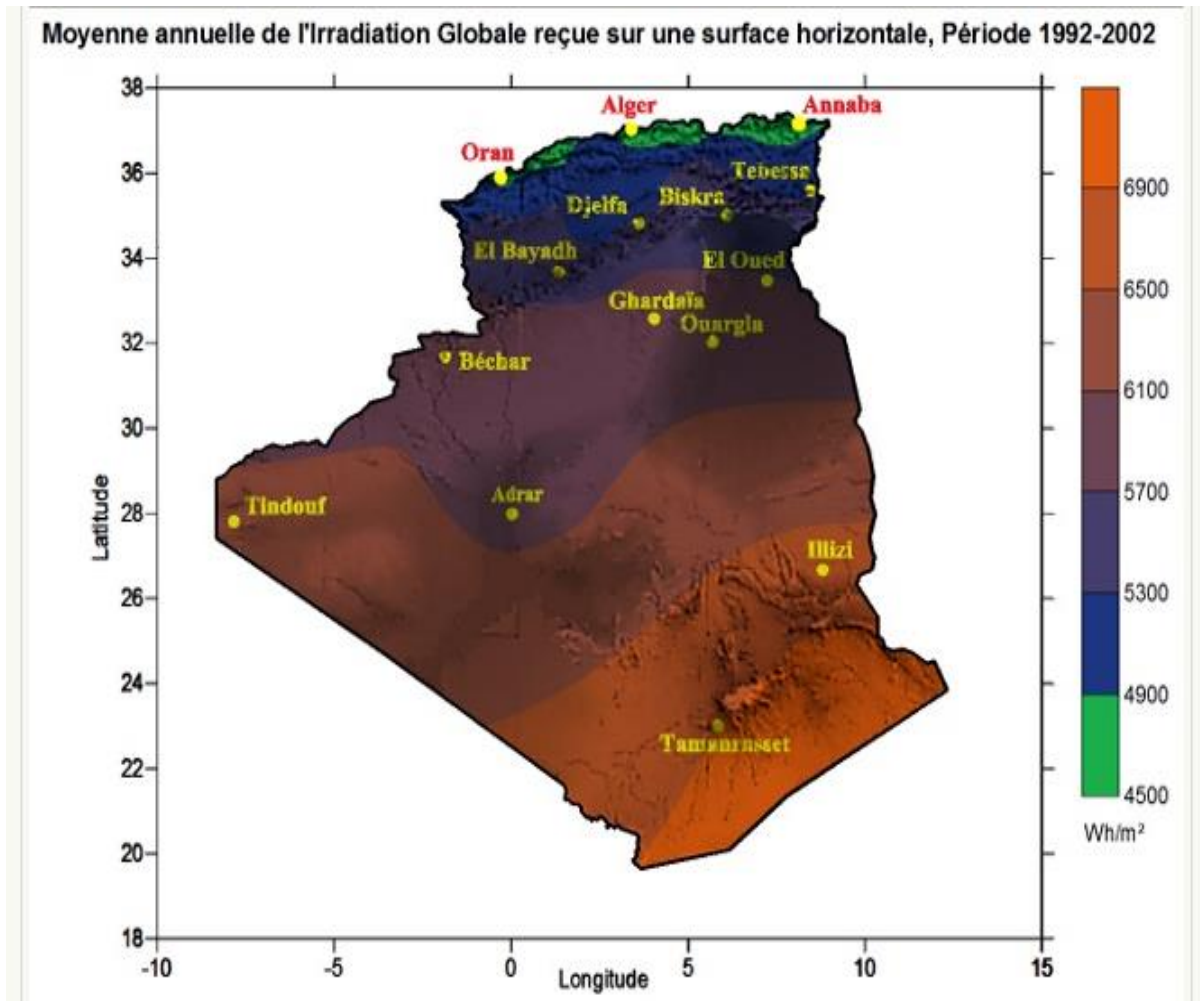 Moyenne annuelle de l'Irradiation Globale reçue sur une surface horizontale, Période 1992-2002
38
Alger
Annaba
Oran
36
Tebessa
6900
Biskra
Djelfa
6500
El Bayadh
34
El Oued
Ghardaïa
Ouargla
32
Béchar
6100
30
5700
Adrar
Tindouf
28
Illizi
5300
26
4900
24
Tamanrasset
22
4500
Wh/m²
20
18
Latitude
-10
-5
0
5
10
15
Longitude